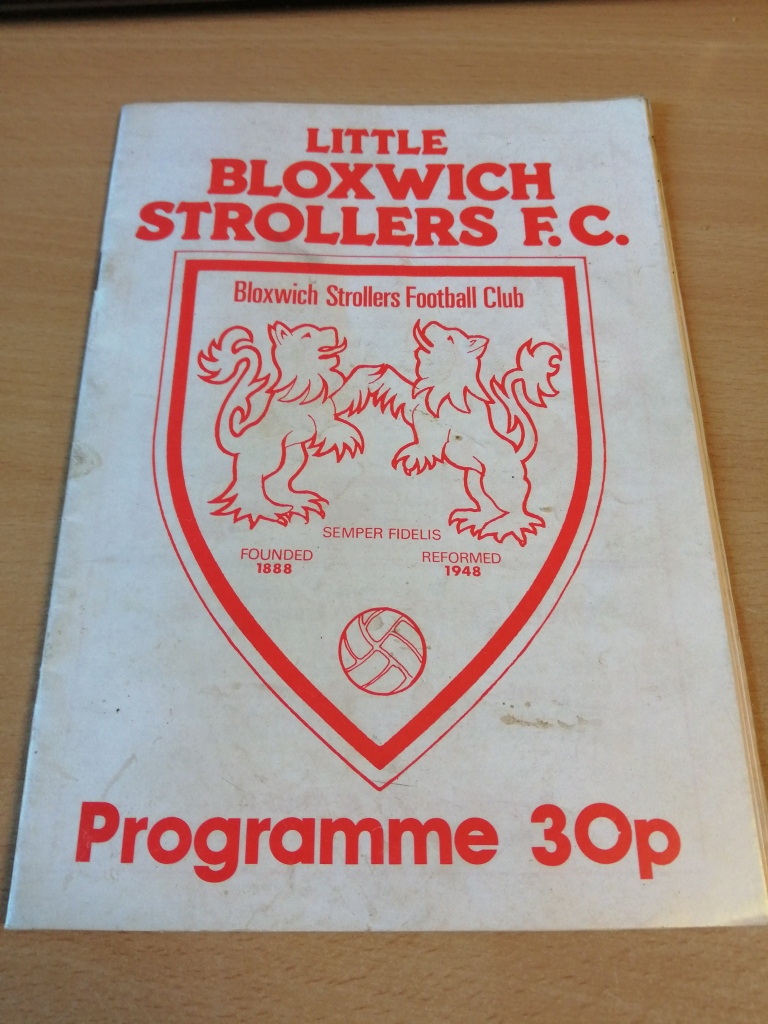 LITTLE
BLOXWICH
STROLLERS F.C.
Bloxwich Strollers Football Club
SEMPER FIDELIS
FOUNDED
1888
REFORMED
1948
Programme 30p